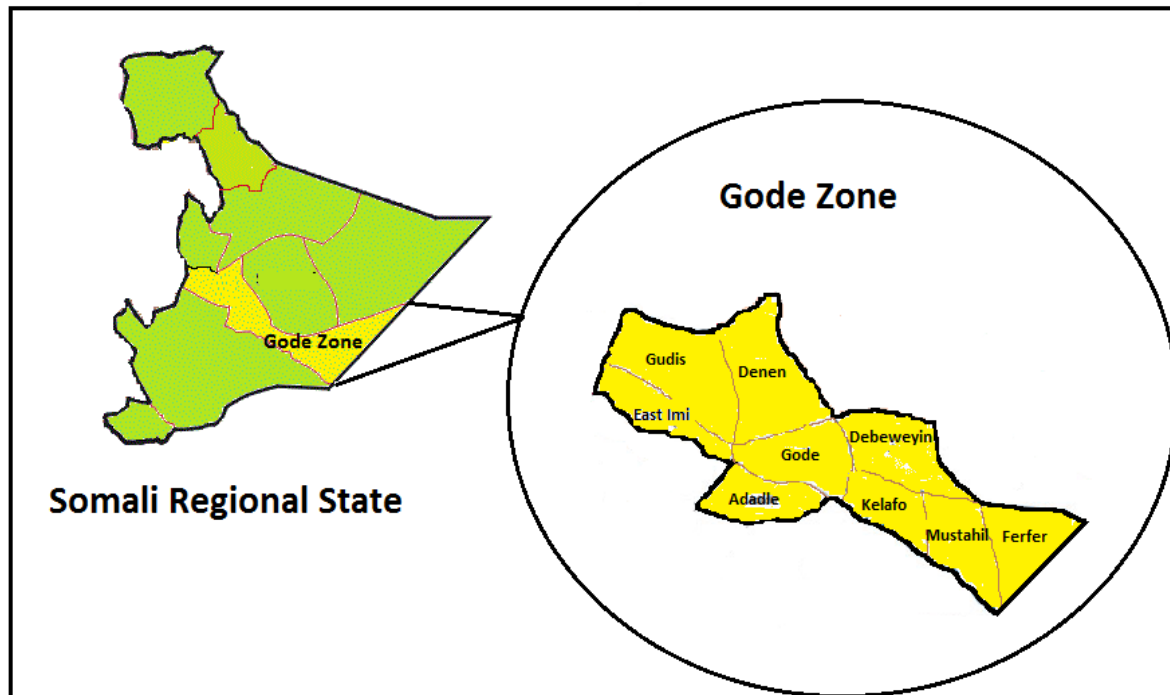 Gode Zone
Somali Regional State
Gode Zone
Gudis
Denen
East Imi
Debeweyin
Gode
Adadle
Kelafo
Mustahil
Ferfer